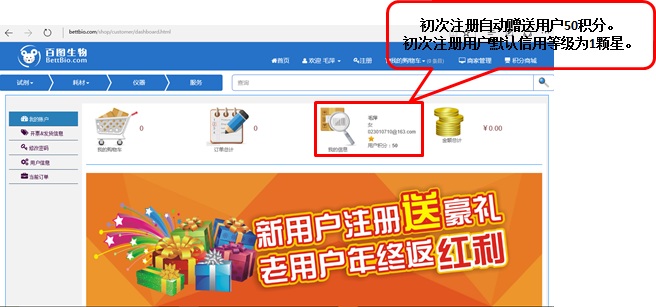 初次注册自动赠送用户50积分。
初次注册用户默认信用等级为1颗星。
bettbio.com/shop/customer/dashboard.html
百图生物
BettBio.com
首页 欢迎 毛萍 注册 我的购物车 商家管理 积分商城
试剂 耗材 仪器 服务 查询
我的账户
开票&发货信息
修改密码
用户信息
当前订单
0
我的购物车
0
订单总计
毛萍
女
023010710@163.com
用户积分：50
我的信息
￥0.00
金额总计
新用户注册送豪礼
老用户年终返红利